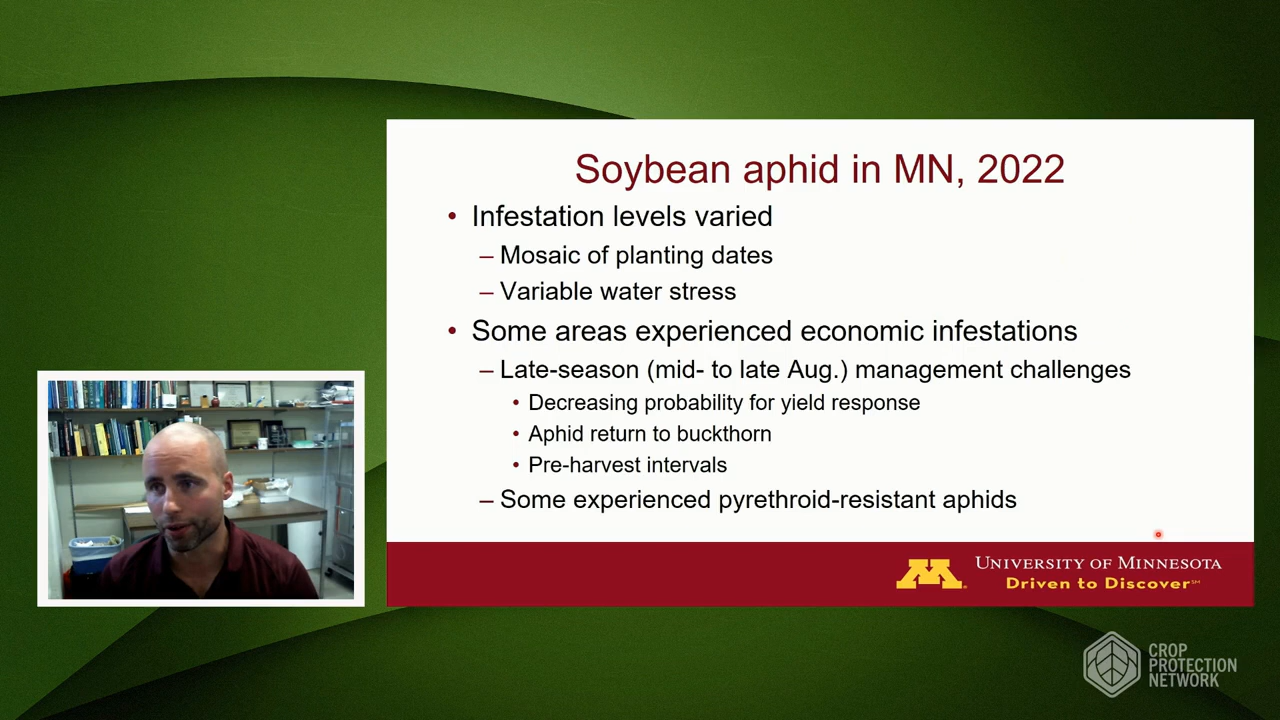 Soybean aphid in MN, 2022
• Infestation levels varied
– Mosaic of planting dates
– Variable water stress
• Some areas experienced economic infestations
– Late-season (mid- to late Aug.) management challenges
• Decreasing probability for yield response
• Aphid return to buckthorn
• Pre-harvest intervals
– Some experienced pyrethroid-resistant aphids
UNIVERSITY OF MINNESOTA
Driven to Discover℠
CROP
PROTECTION
NETWORK